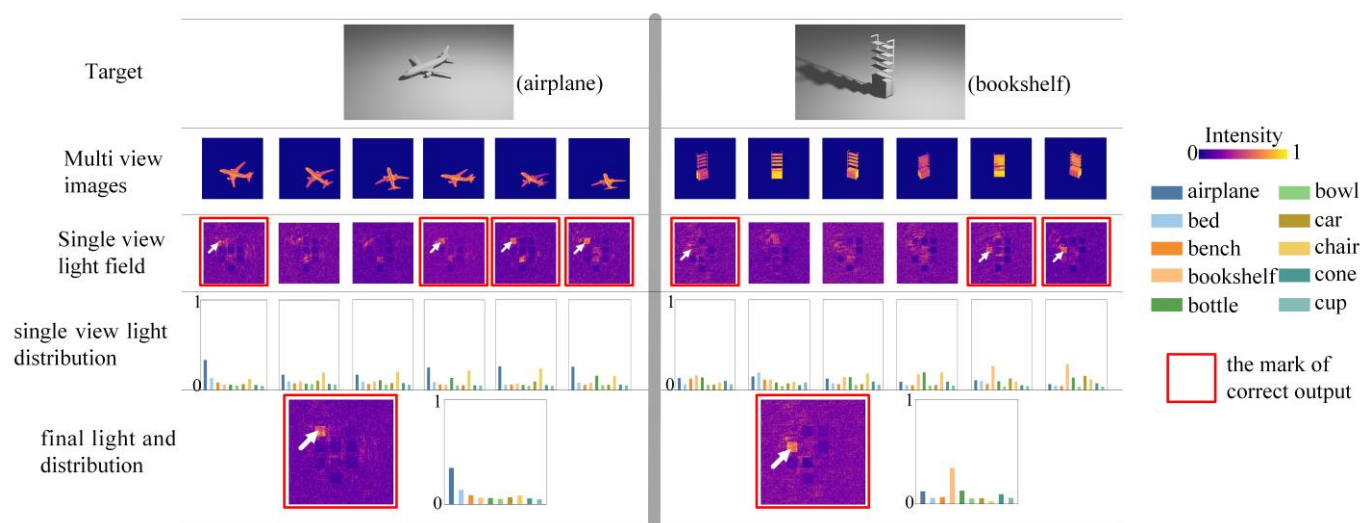 Target
(airplane)
(bookshelf)
Multi view
images
Intensity
0 1
airplane
bed
bench
bookshelf
bottle
bowl
car
chair
cone
cup
Single view
light field
single view light
distribution
1
0
1
0
the mark of
correct output
final light and
distribution
1
0
1
0